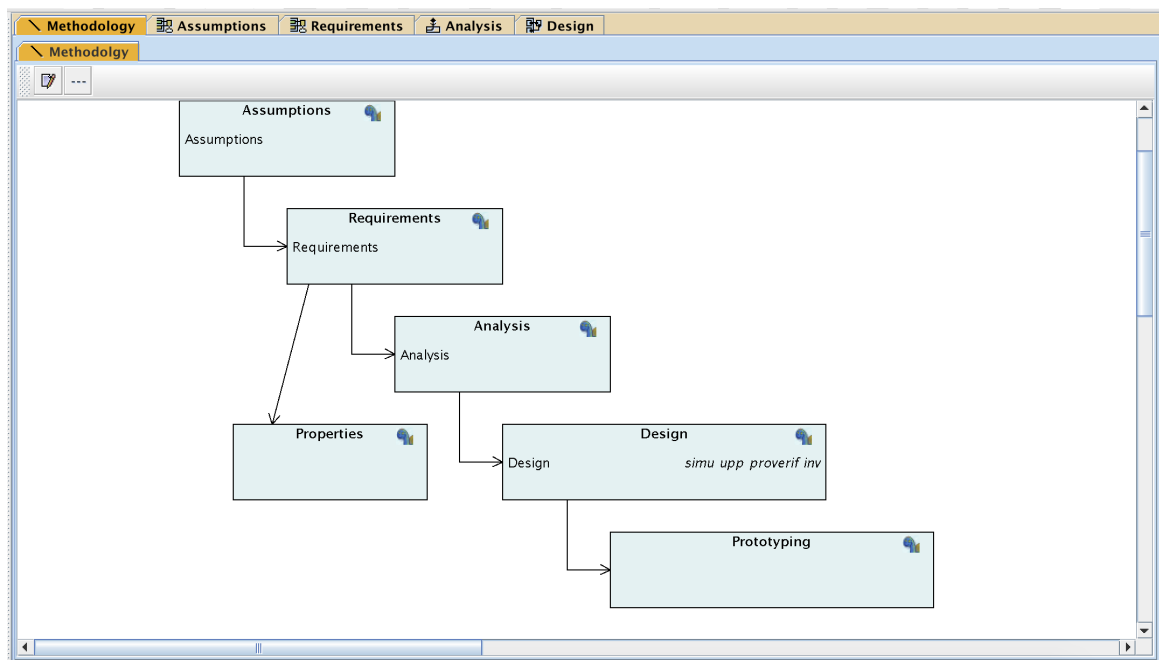 Methodology Assumptions Requirements Analysis Design
Methodolgy
---
Assumptions
Assumptions
Requirements
Requirements
Analysis
Analysis
Properties
Design
Design simu upp proverif inv
Prototyping